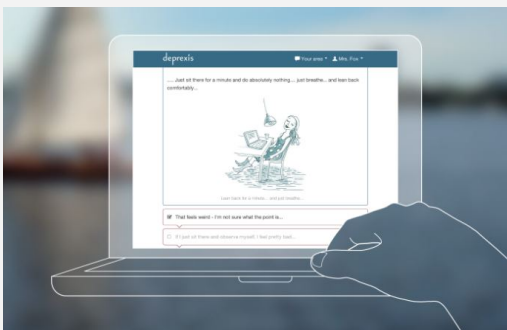 deprexis
Your area
Mrs. Fox
.... Just sit there for a minute and do absolutely nothing ... just breathe... and lean back
comfortably...
Lean back for a minute... and just breathe...
That feels weird - I'm not sure what the point is...
If I just sit there and observe myself, I feel pretty beat...